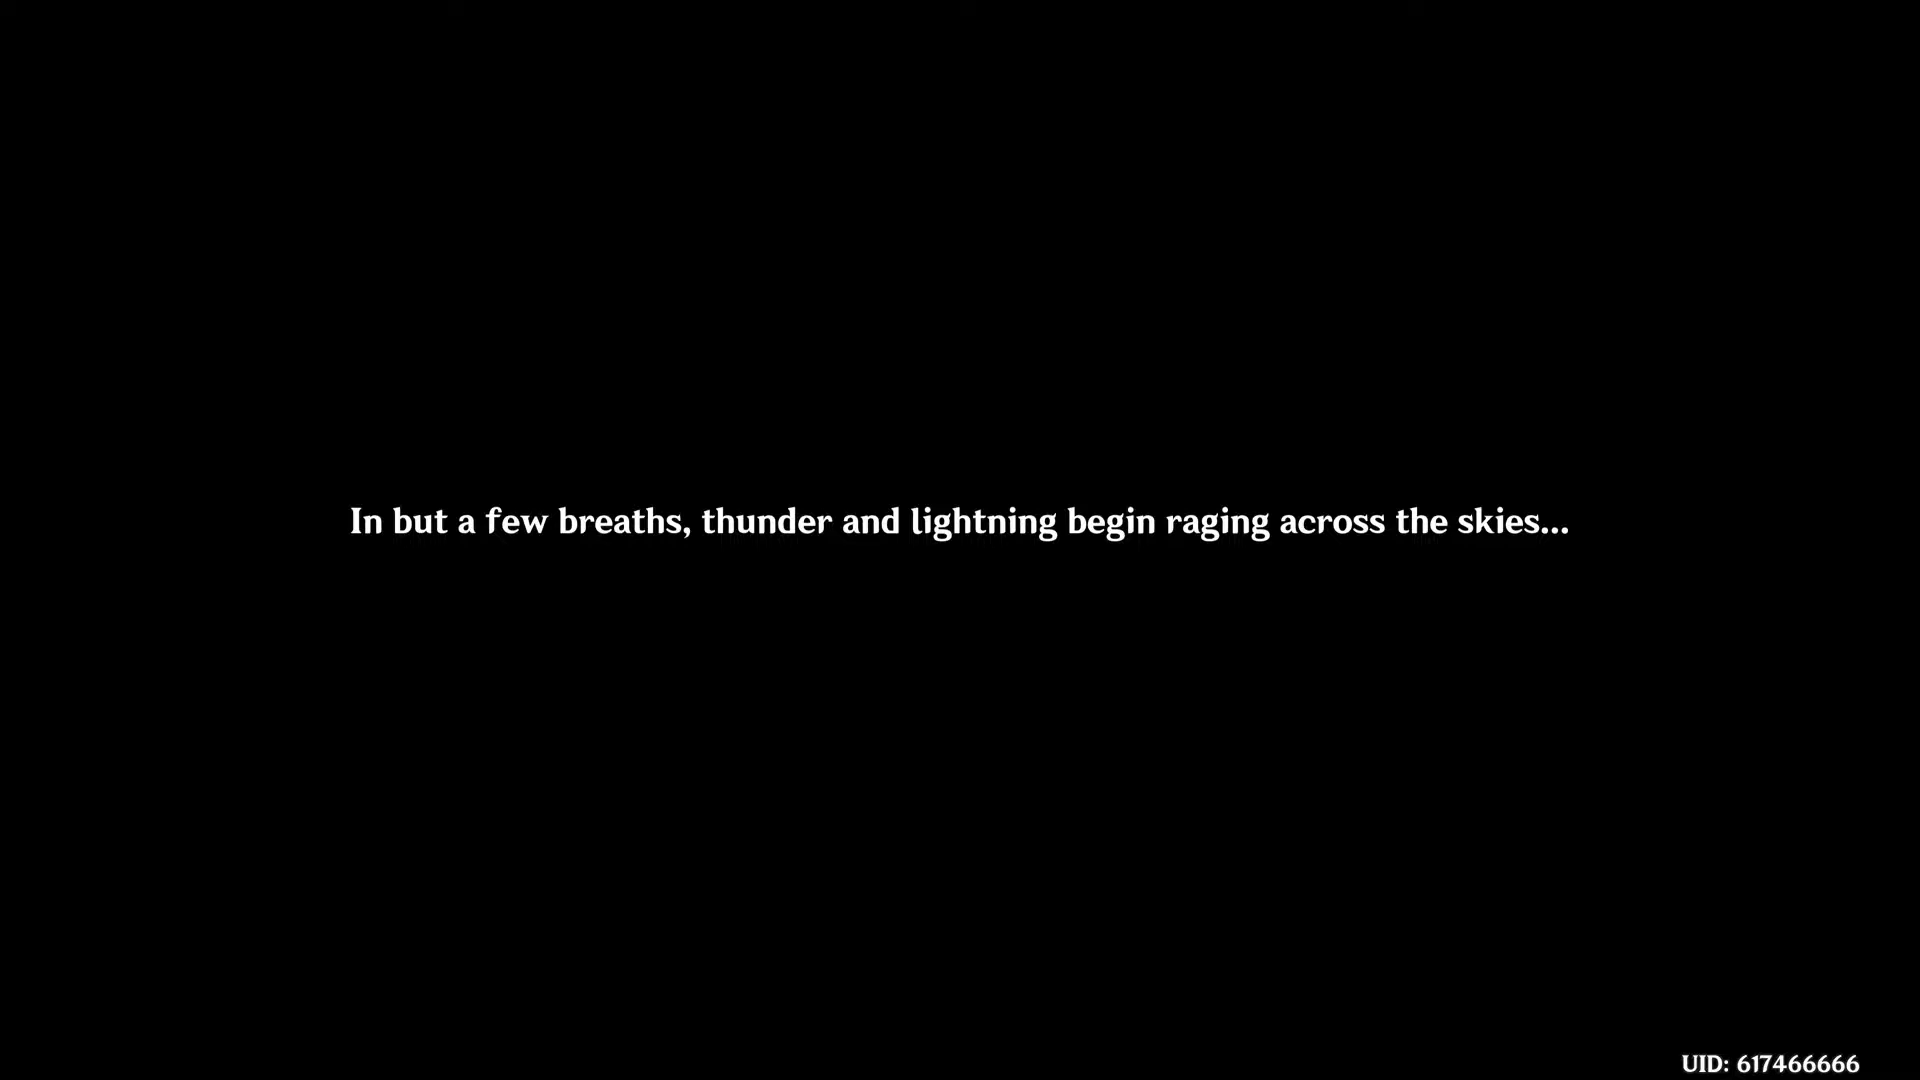 In but a few breaths, thunder and lightning begin raging across the skies...
UID: 617466666